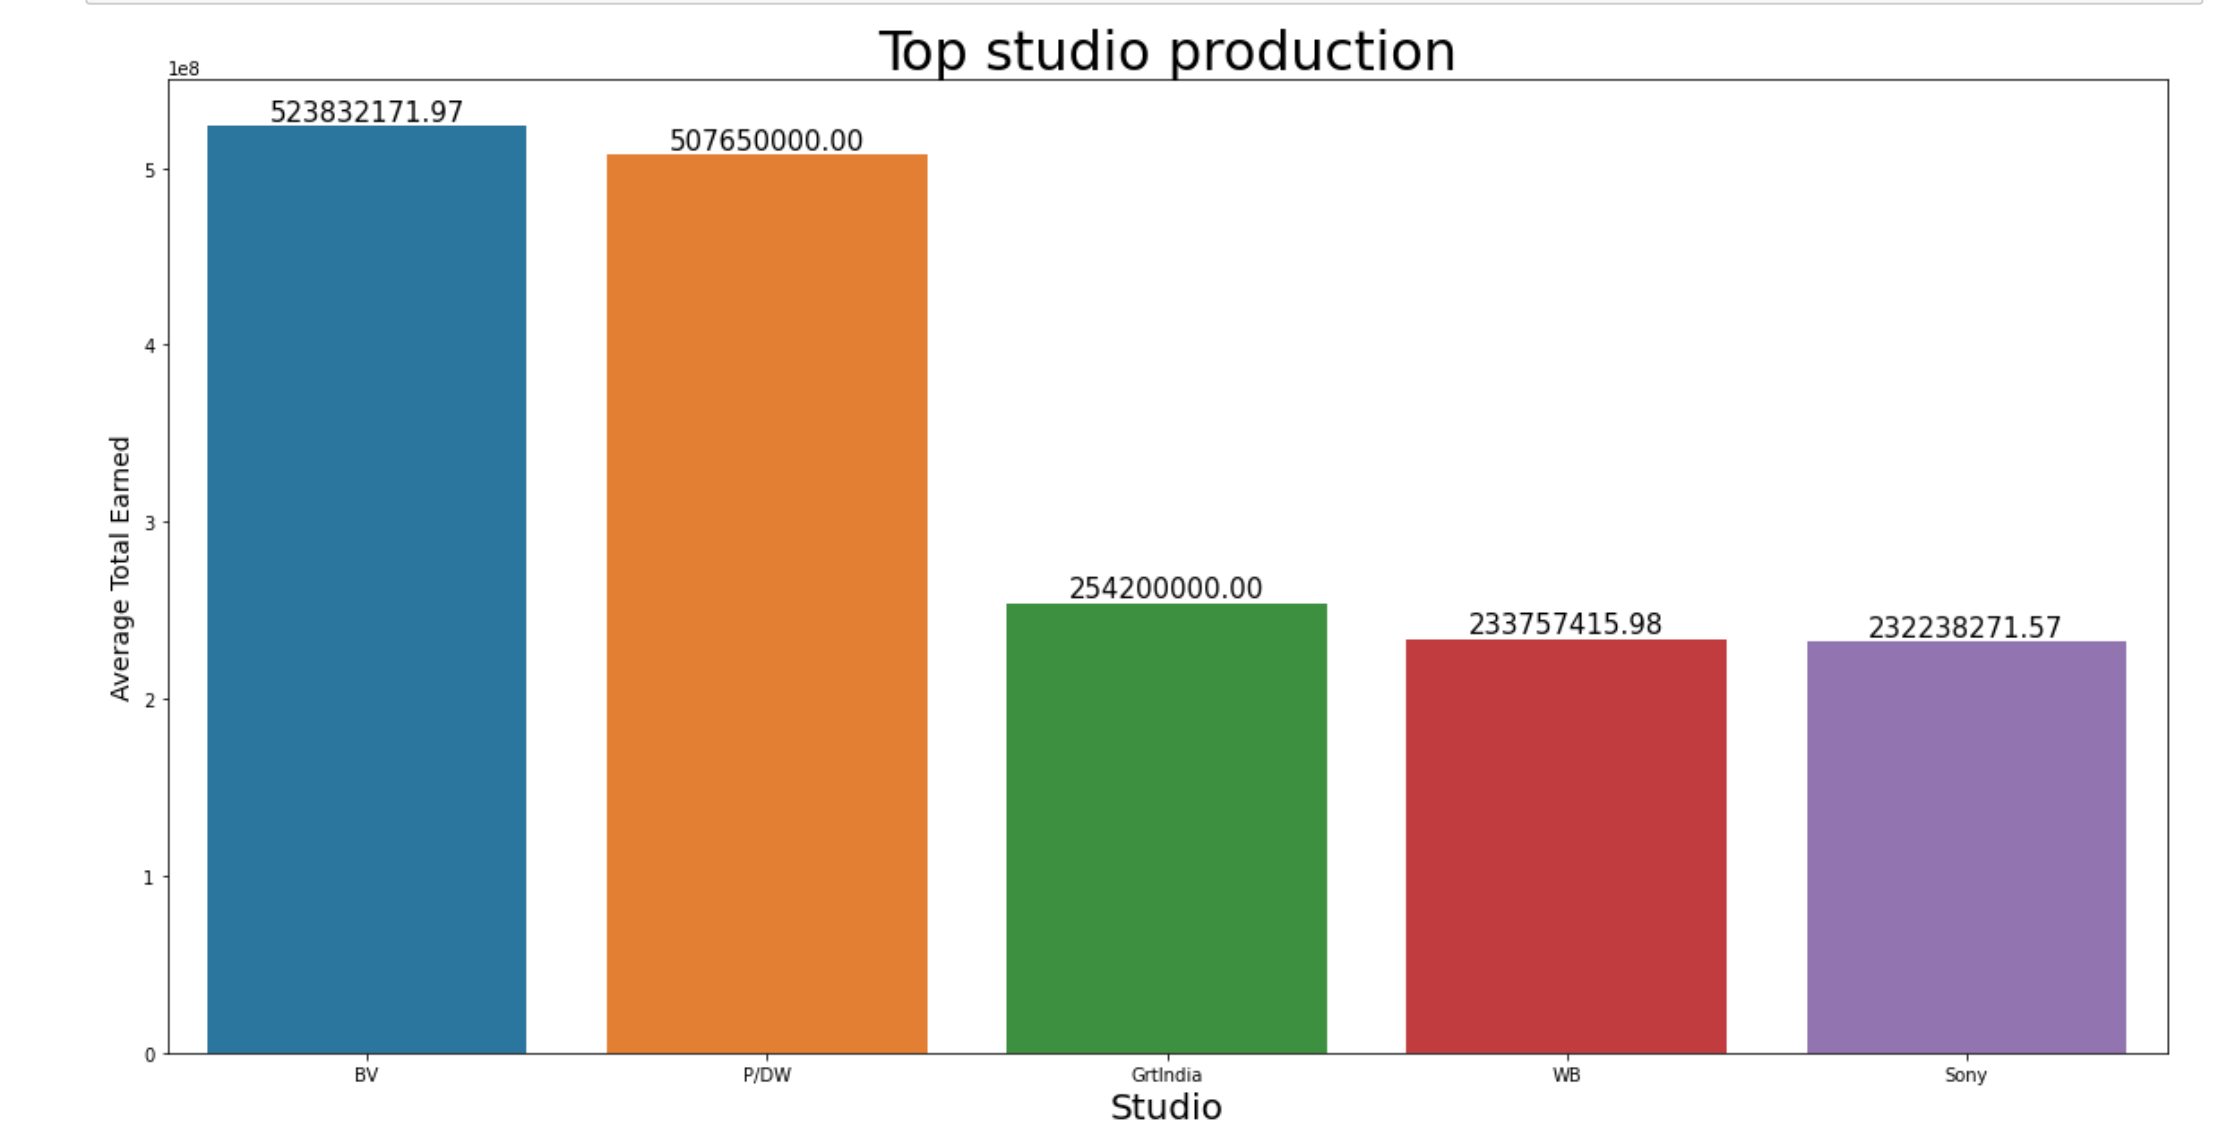 Top studio production
1e8
523832171.97
507650000.00
254200000.00
233757415.98
232238271.57
5
4
3
2
1
0
Average Total Earned
BV P/DW GrtIndia WB Sony
Studio